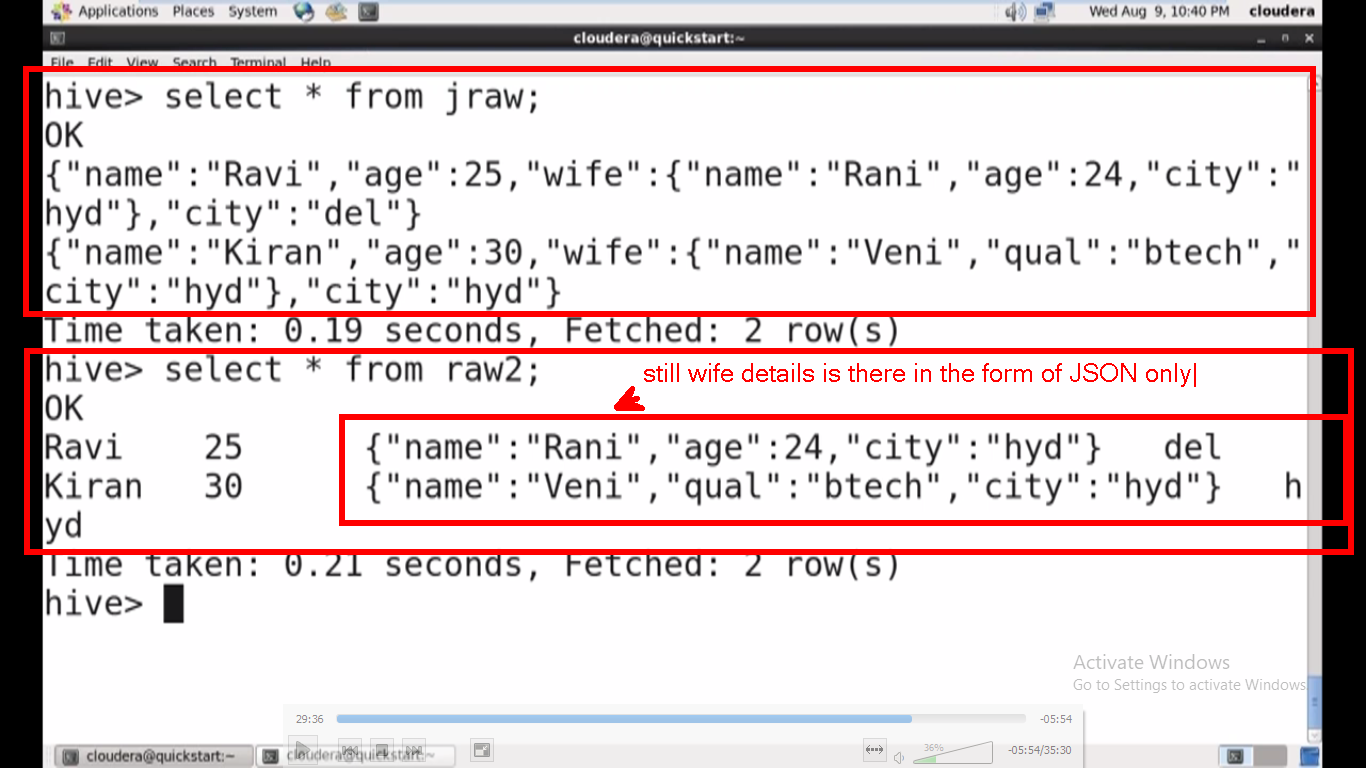 Applications Places System Wed Aug 9, 10:40 PM cloudera
cloudera@quickstart:~
File Edit View Search Terminal Help
hive> select * from jraw;
OK
{"name":"Ravi","age":25,"wife":{"name":"Rani","age":24,"city":"
hyd"},"city":"del"}
{"name":"Kiran","age":30,"wife":{"name":"Veni","qual":"btech","
city":"hyd"},"city":"hyd"}
Time taken: 0.19 seconds, Fetched: 2 row(s)
hive> select * from raw2;
still wife details is there in the form of JSON only|
OK
Ravi 25 {"name":"Rani","age":24,"city":"hyd"} del
Kiran 30 {"name":"Veni","qual":"btech","city":"hyd"} h
yd
Time taken: 0.21 seconds, Fetched: 2 row(s)
hive>
Activate Windows
Go to Settings to activate Windows.
29:36 -05:54
36% -05:54/35:30
cloudera@quickstart:~ cloudera@quickstart:~